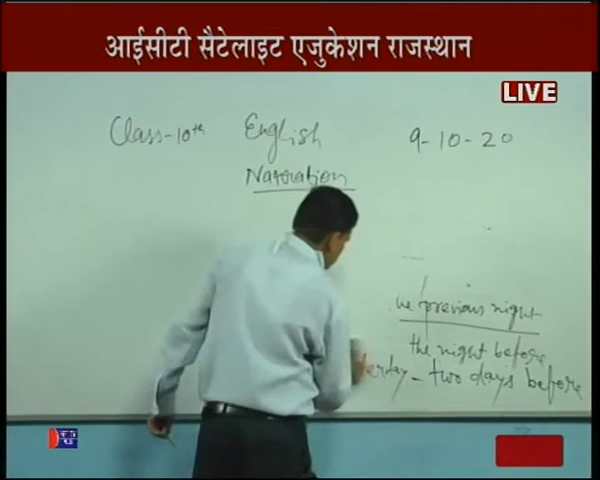 आईसीटी सैटेलाइट एजुकेशन राजस्थान
LIVE
Class-10th English 9-10-20
Narration
previous night
the night before
- two days before